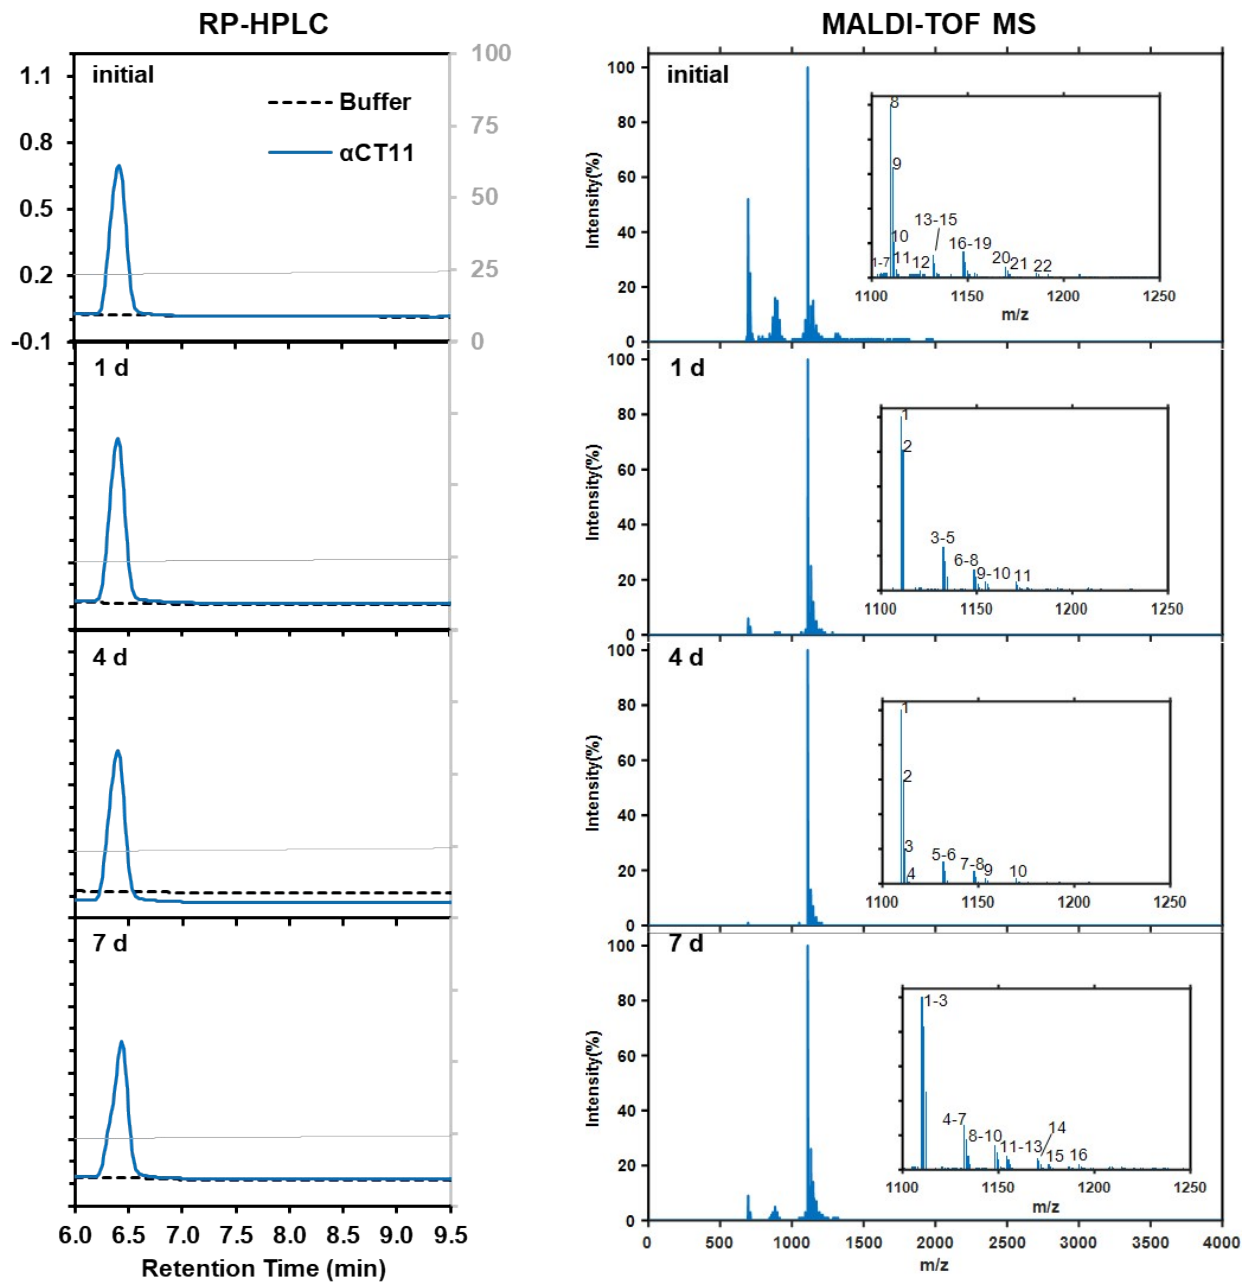 RP-HPLC
1.1
0.8
0.5
0.2
-0.1
100
75
50
25
0
initial
Buffer
αCT11
1 d
4 d
7 d
6.0 6.5 7.0 7.5 8.0 8.5 9.0 9.5
Retention Time (min)
MALDI-TOF MS
initial
Intensity(%)
100
80
60
40
20
0
8
9
10
1-7
11
12
13-15
16-19
20
21
22
1100 1150 1200 1250
m/z
1 d
Intensity(%)
100
80
60
40
20
0
1
2
3-5
6-8
9-10
11
1100 1150 1200 1250
4 d
Intensity(%)
100
80
60
40
20
0
1
2
3
4
5-6
7-8
9
10
1100 1150 1200 1250
7 d
Intensity(%)
100
80
60
40
20
0
1-3
4-7
8-10
11-13
14
15
16
1100 1150 1200 1250
m/z
0 500 1000 1500 2000 2500 3000 3500 4000
m/z